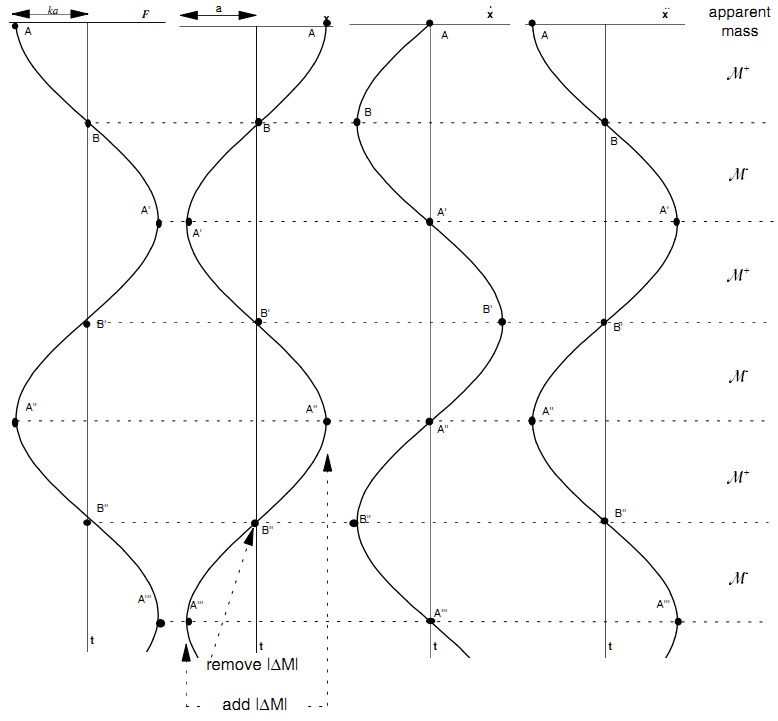 ka F a x ẋ ẍ apparent
mass
A A A A
ℳ⁺
B B B B
ℳ⁻
A' A' A' A'
ℳ⁺
B' B' B' B'
ℳ⁻
A'' A'' A'' A''
ℳ⁺
B'' B'' B'' B''
ℳ⁻
A''' A''' A''' A'''
t t t t
remove |ΔM|
add |ΔM|